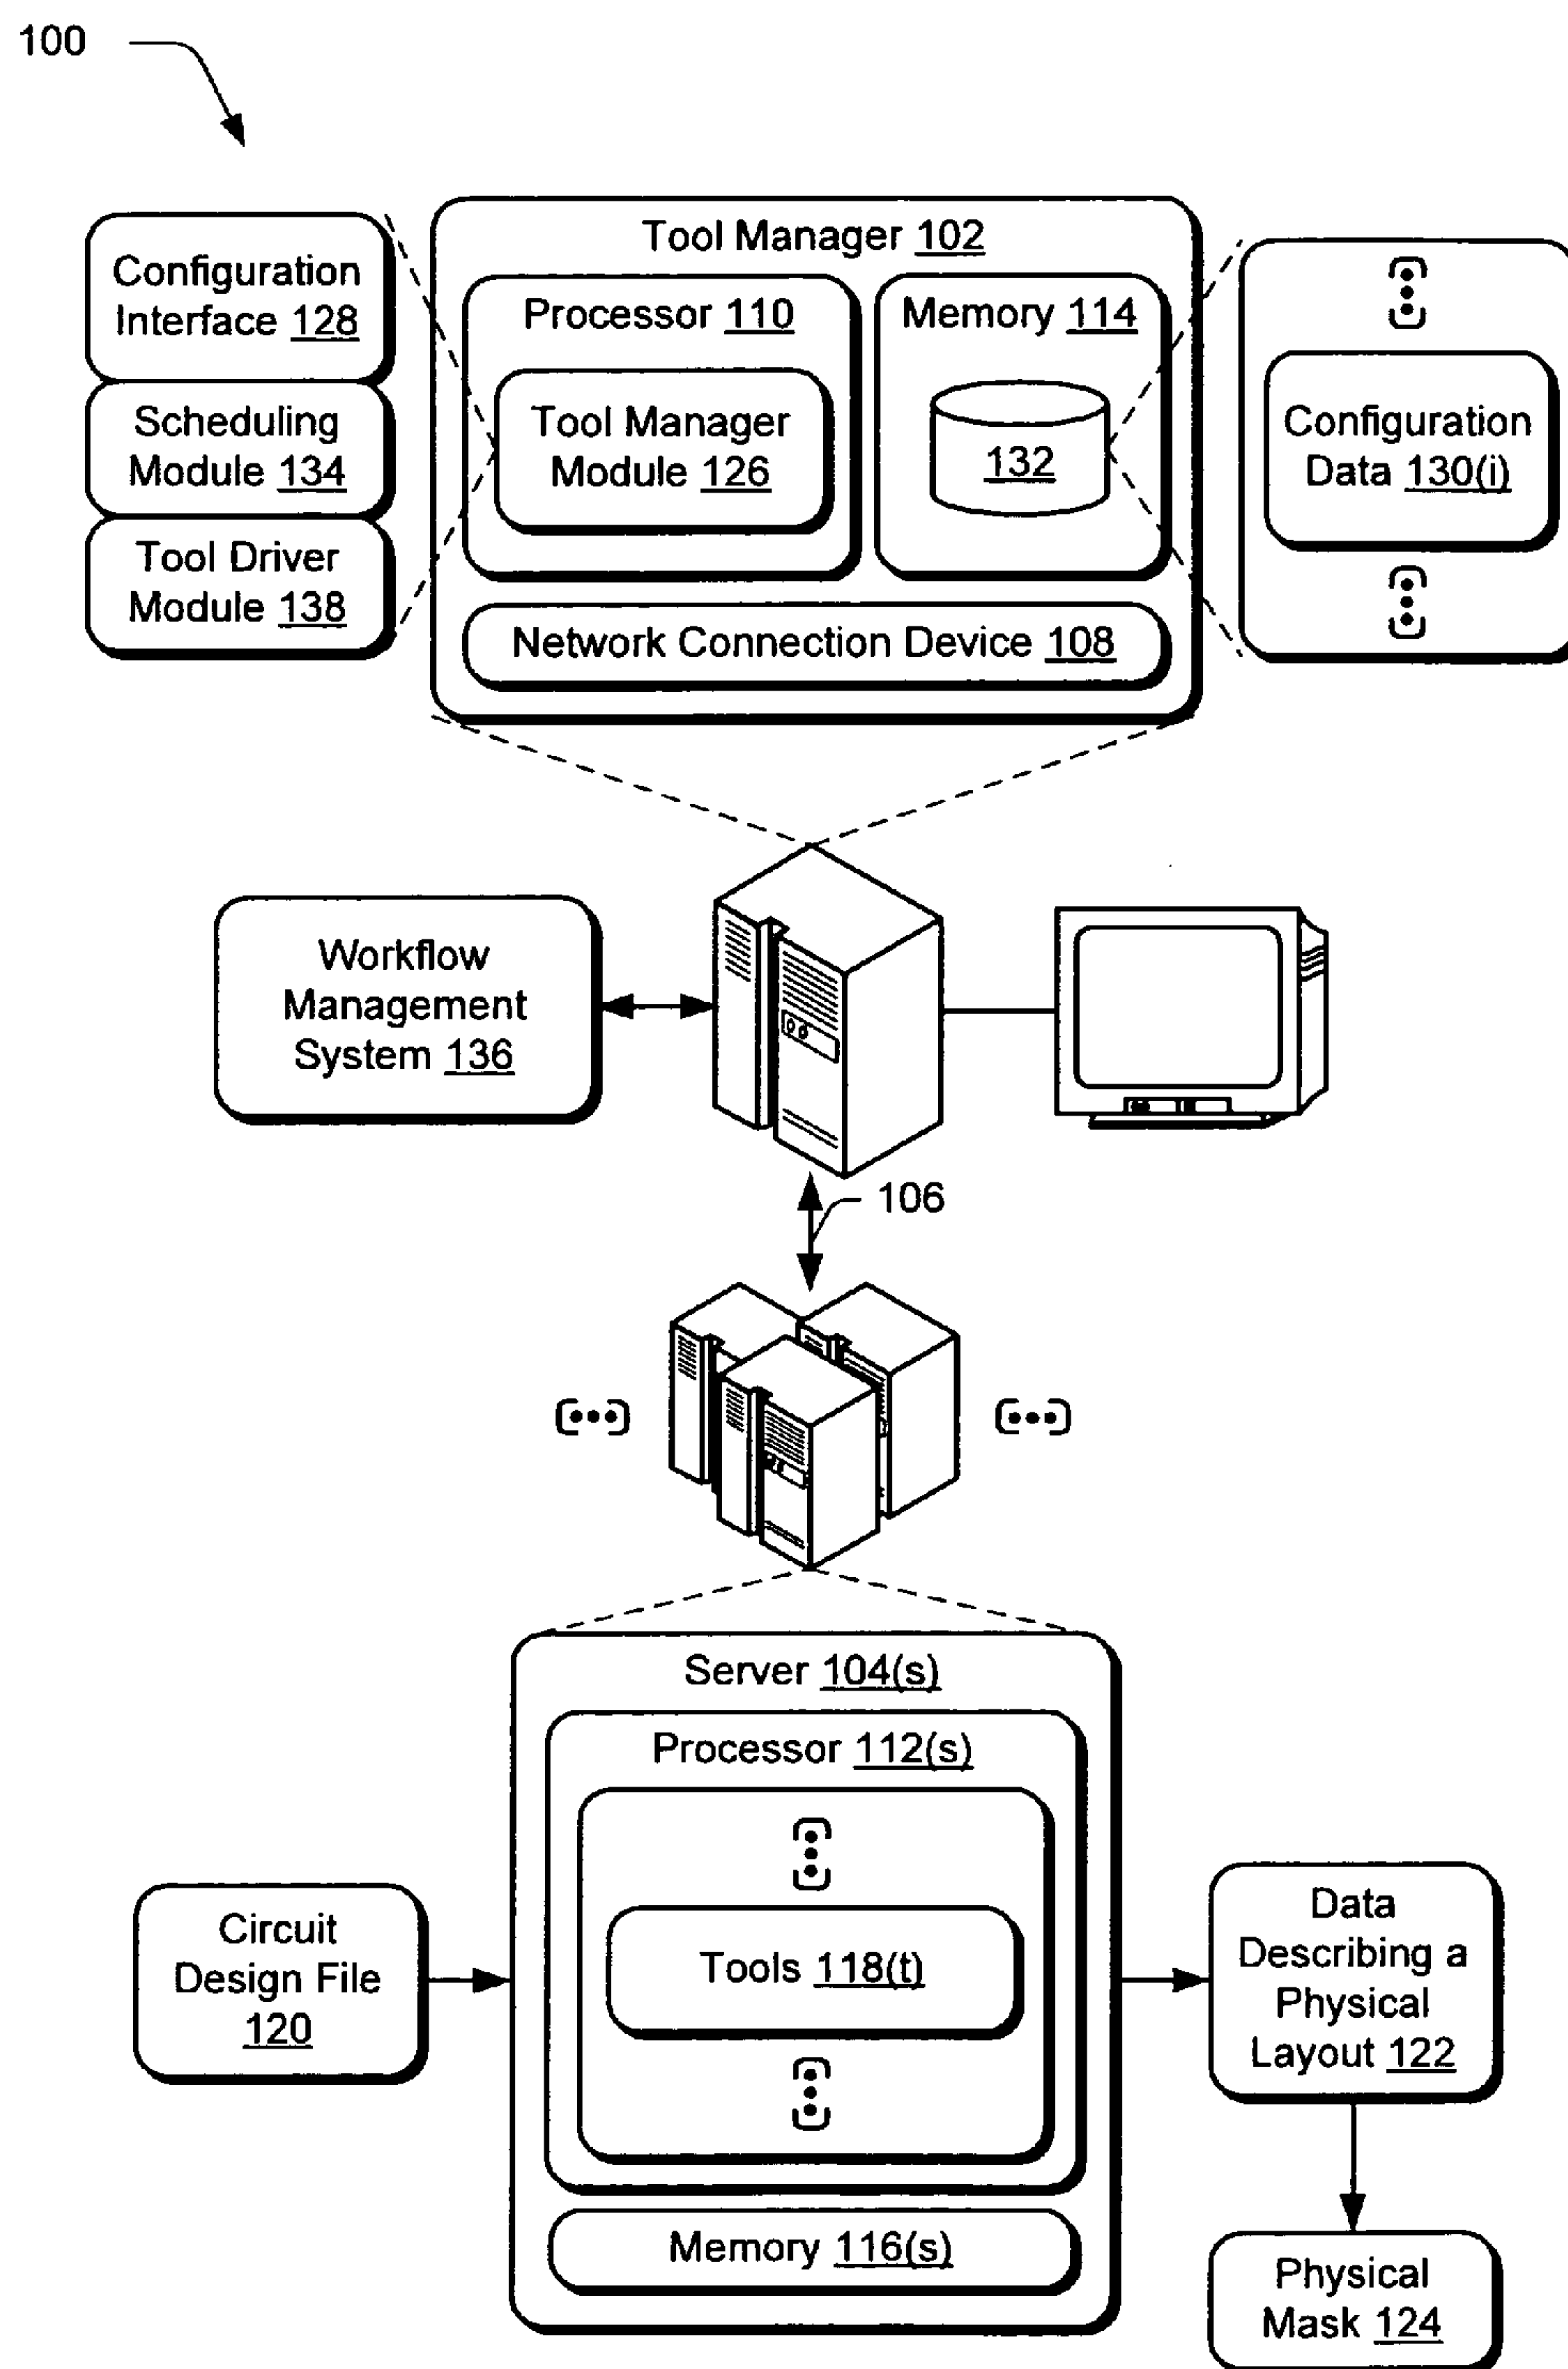 100
Tool Manager 102
Configuration
Interface 128
Scheduling
Module 134
Tool Driver
Module 138
Processor 110
Tool Manager
Module 126
Memory 114
132
Network Connection Device 108
Configuration
Data 130(i)
Workflow
Management
System 136
106
Server 104(s)
Processor 112(s)
Tools 118(t)
Memory 116(s)
Circuit
Design File
120
Data
Describing a
Physical
Layout 122
Physical
Mask 124